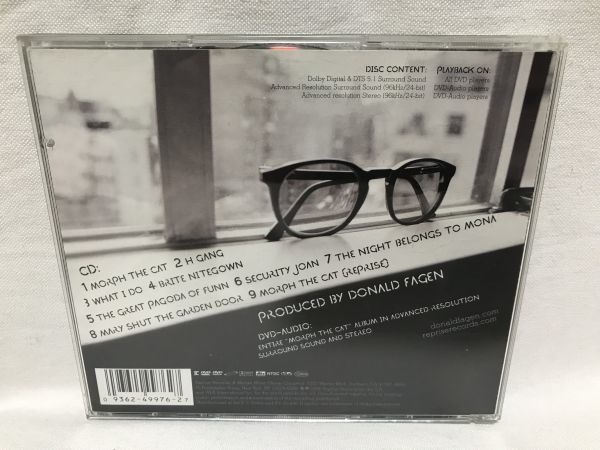 DISC CONTENT: PLAYBACK ON:
Dolby Digital & DTS 5.1 Surround Sound All DVD players
Advanced Resolution Surround Sound (96kHz/24-bit) DVD-Audio players
Advanced resolution Stereo (96kHz/24-bit) DVD-Audio players
CD:
1 MORPH THE CAT 2 H GANG
3 WHAT I DO 4 BRITE NITEGOWN
5 THE GREAT PAGODA OF FUNN 6 SECURITY JOAN 7 THE NIGHT BELONGS TO MONA
8 MARY SHUT THE GARDEN DOOR 9 MORPH THE CAT (REPRISE)
PRODUCED BY DONALD FAGEN
DVD-AUDIO:
ENTIRE "MORPH THE CAT" ALBUM IN ADVANCED RESOLUTION
SURROUND SOUND AND STEREO
donaldfagen.com
repriserecords.com
0 9362-49976-2 7